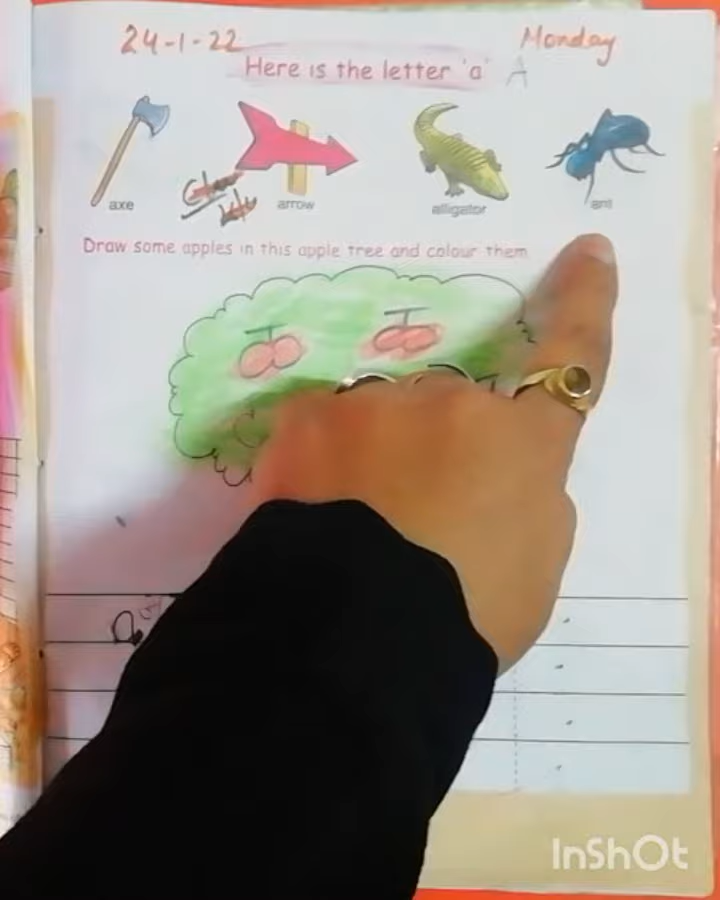 24-1-22 Monday
Here is the letter 'a' A
axe arrow alligator ant
Draw some apples in this apple tree and colour them
InShOt